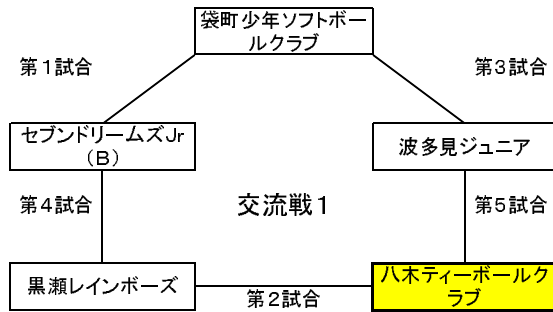 袋町少年ソフトボー
ルクラブ
第1試合
第3試合
セブンドリームズJr
（B）
波多見ジュニア
第4試合
交流戦1
第5試合
黒瀬レインボーズ
第2試合
八木ティーボールク
ラブ